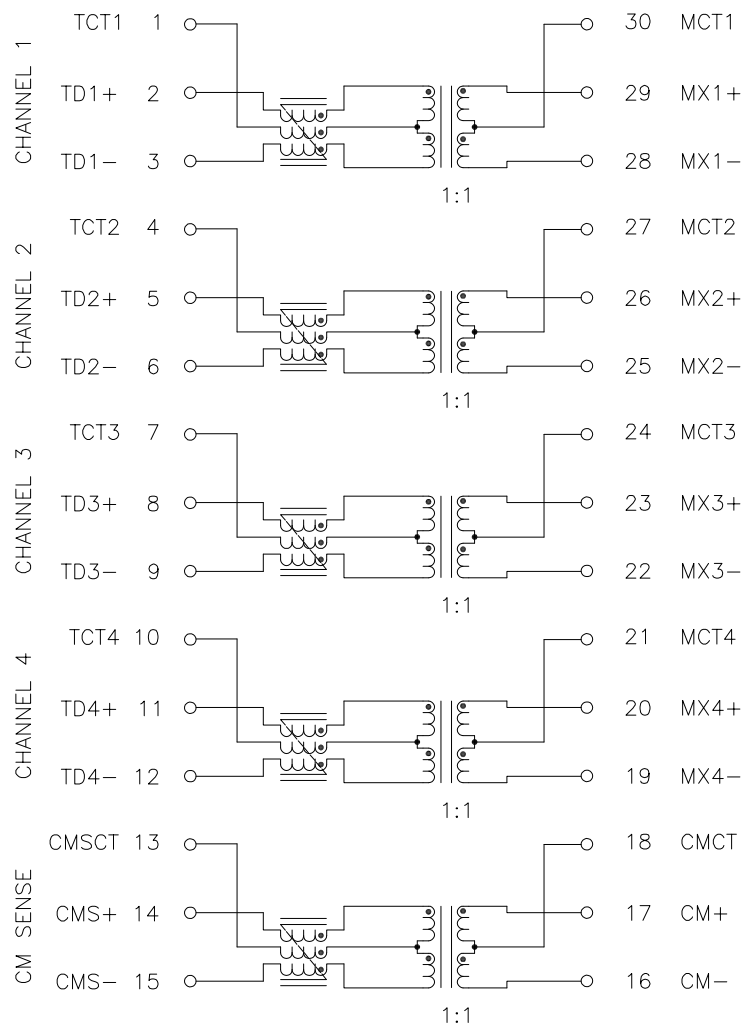 CHANNEL 1
TCT1 1 30 MCT1
TD1+ 2 29 MX1+
TD1− 3 28 MX1−
1:1
CHANNEL 2
TCT2 4 27 MCT2
TD2+ 5 26 MX2+
TD2− 6 25 MX2−
1:1
CHANNEL 3
TCT3 7 24 MCT3
TD3+ 8 23 MX3+
TD3− 9 22 MX3−
1:1
CHANNEL 4
TCT4 10 21 MCT4
TD4+ 11 20 MX4+
TD4− 12 19 MX4−
1:1
CM SENSE
CMSCT 13 18 CMCT
CMS+ 14 17 CM+
CMS− 15 16 CM−
1:1